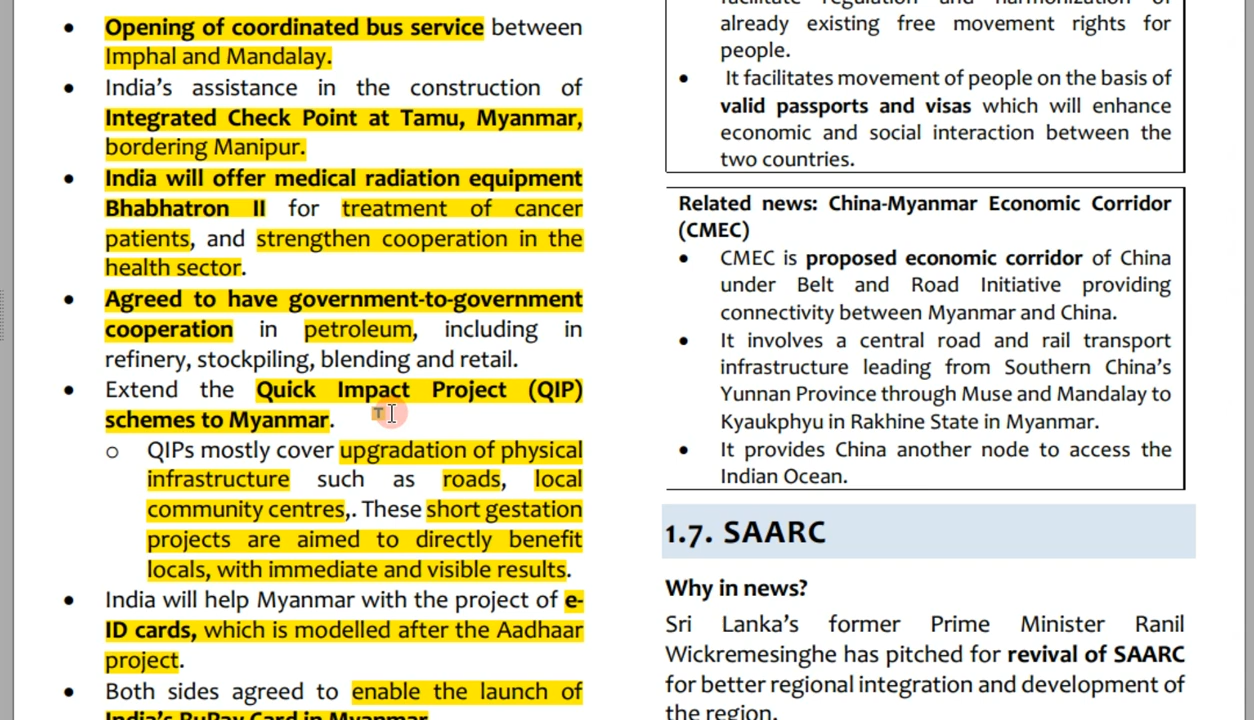 • Opening of coordinated bus service between
Imphal and Mandalay.
• India's assistance in the construction of
Integrated Check Point at Tamu, Myanmar,
bordering Manipur.
• India will offer medical radiation equipment
Bhabhatron II for treatment of cancer
patients, and strengthen cooperation in the
health sector.
• Agreed to have government-to-government
cooperation in petroleum, including in
refinery, stockpiling, blending and retail.
• Extend the Quick Impact Project (QIP)
schemes to Myanmar.
o QIPs mostly cover upgradation of physical
infrastructure such as roads, local
community centres,. These short gestation
projects are aimed to directly benefit
locals, with immediate and visible results.
• India will help Myanmar with the project of e-
ID cards, which is modelled after the Aadhaar
project.
• Both sides agreed to enable the launch of
India's RuPay Card in Myanmar
facilitate regulation and harmonization of
already existing free movement rights for
people.
• It facilitates movement of people on the basis of
valid passports and visas which will enhance
economic and social interaction between the
two countries.
Related news: China-Myanmar Economic Corridor
(CMEC)
• CMEC is proposed economic corridor of China
under Belt and Road Initiative providing
connectivity between Myanmar and China.
• It involves a central road and rail transport
infrastructure leading from Southern China's
Yunnan Province through Muse and Mandalay to
Kyaukphyu in Rakhine State in Myanmar.
• It provides China another node to access the
Indian Ocean.
1.7. SAARC
Why in news?
Sri Lanka's former Prime Minister Ranil
Wickremesinghe has pitched for revival of SAARC
for better regional integration and development of
the region.